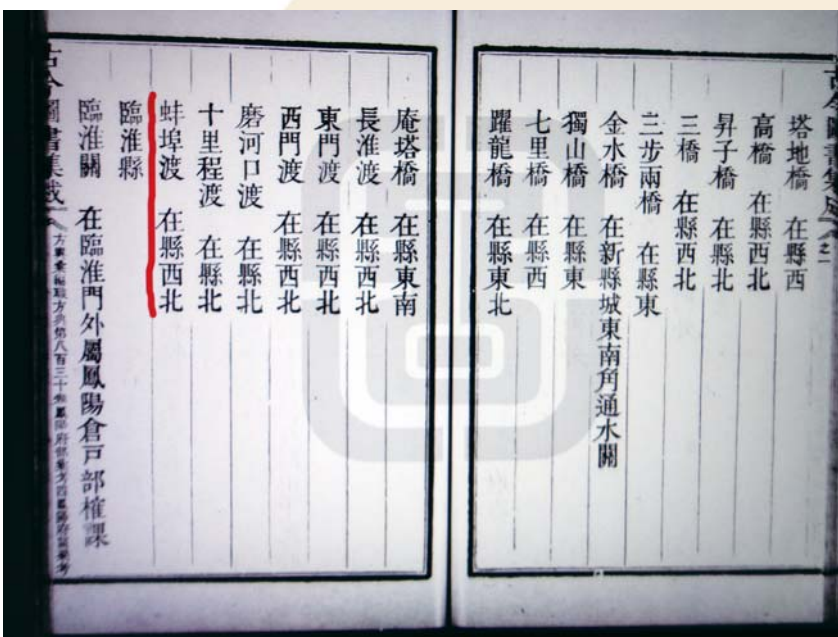 塔地橋 在縣西
高橋 在縣西北
昇子橋 在縣北
三橋 在縣西北
三步兩橋 在縣東
金水橋 在新縣城東南角通水關
獨山橋 在縣東
七里橋 在縣西
躍龍橋 在縣東北
庵塔橋 在縣東南
長淮渡 在縣西北
東門渡 在縣西北
西門渡 在縣西北
磨河口渡 在縣北
十里程渡 在縣北
蚌埠渡 在縣西北
臨淮縣
臨淮關 在臨淮門外屬鳳陽倉戶部榷課
古今圖書集成